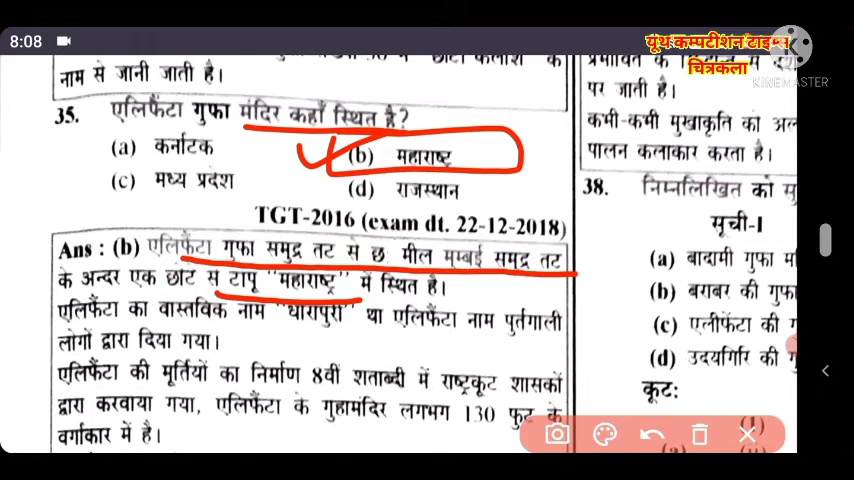 8:08
यूथ कम्पटीशन टाइम्स
चित्रकला
KINEMASTER
नाम से जानी जाती है।
35. एलिफैंटा गुफा मंदिर कहाँ स्थित है?
(a) कर्नाटक
(b) महाराष्ट्र
(c) मध्य प्रदेश
(d) राजस्थान
TGT-2016 (exam dt. 22-12-2018)
Ans : (b) एलिफैंटा गुफा समुद्र तट से छः मील मुम्बई समुद्र तट
के अन्दर एक छोटे से टापू "महाराष्ट्र" में स्थित है।
एलिफैंटा का वास्तविक नाम "धारापुरी" था एलिफैंटा नाम पुर्तगाली
लोगों द्वारा दिया गया।
एलिफैंटा की मूर्तियों का निर्माण 8वीं शताब्दी में राष्ट्रकूट शासकों
द्वारा करवाया गया, एलिफैंटा के गुहामंदिर लगभग 130 फुट के
वर्गाकार में है।
पर जाती है।
कभी-कभी मुखाकृति को
पालन कलाकार करता है।
38. निम्नलिखित को
सूची-I
(a) बादामी गुफा
(b) बराबर की गुफा
(c) एलीफेंटा की
(d) उदयगिरि की
कूट:
(i)
(a)